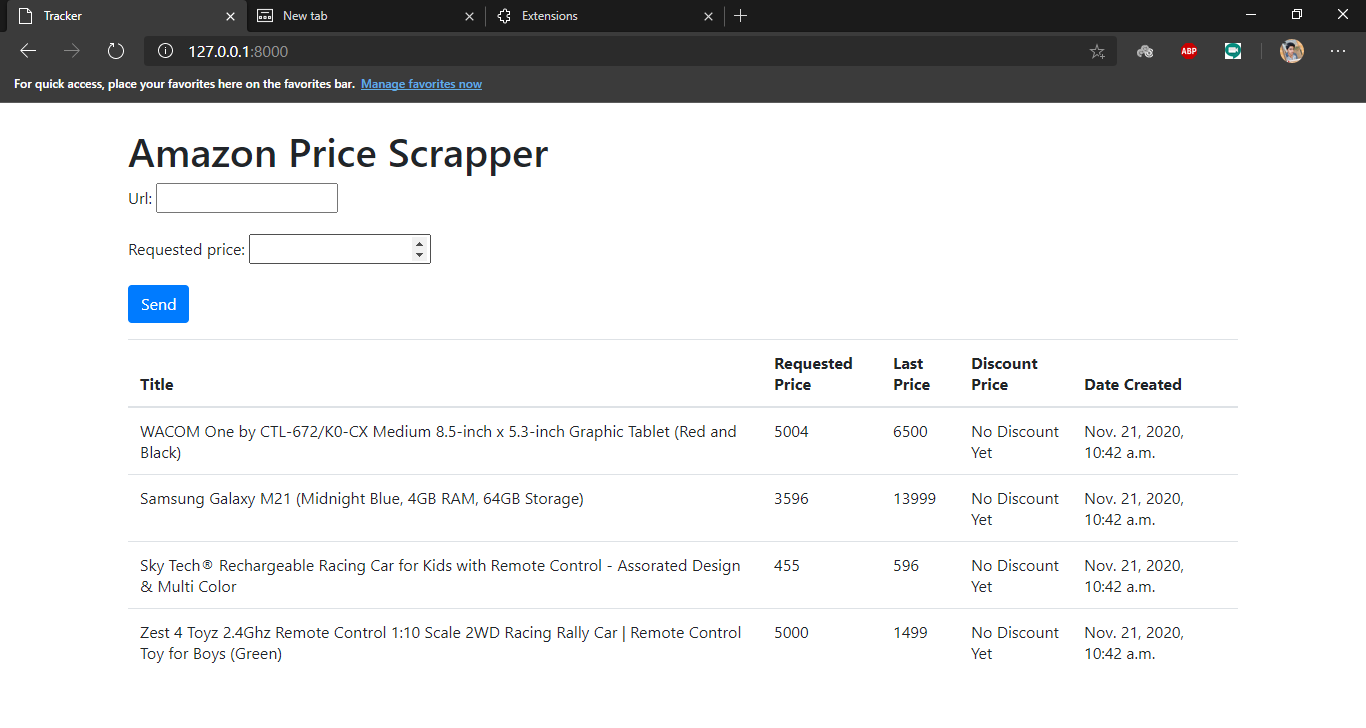 Tracker New tab Extensions
127.0.0.1:8000 ABP
For quick access, place your favorites here on the favorites bar. Manage favorites now
Amazon Price Scrapper
Url:
Requested price:
Send
Title Requested Price Last Price Discount Price Date Created
WACOM One by CTL-672/K0-CX Medium 8.5-inch x 5.3-inch Graphic Tablet (Red and 5004 6500 No Discount Nov. 21, 2020,
Black) Yet 10:42 a.m.
Samsung Galaxy M21 (Midnight Blue, 4GB RAM, 64GB Storage) 3596 13999 No Discount Nov. 21, 2020,
Yet 10:42 a.m.
Sky Tech® Rechargeable Racing Car for Kids with Remote Control - Assorated Design 455 596 No Discount Nov. 21, 2020,
& Multi Color Yet 10:42 a.m.
Zest 4 Toyz 2.4Ghz Remote Control 1:10 Scale 2WD Racing Rally Car | Remote Control 5000 1499 No Discount Nov. 21, 2020,
Toy for Boys (Green) Yet 10:42 a.m.